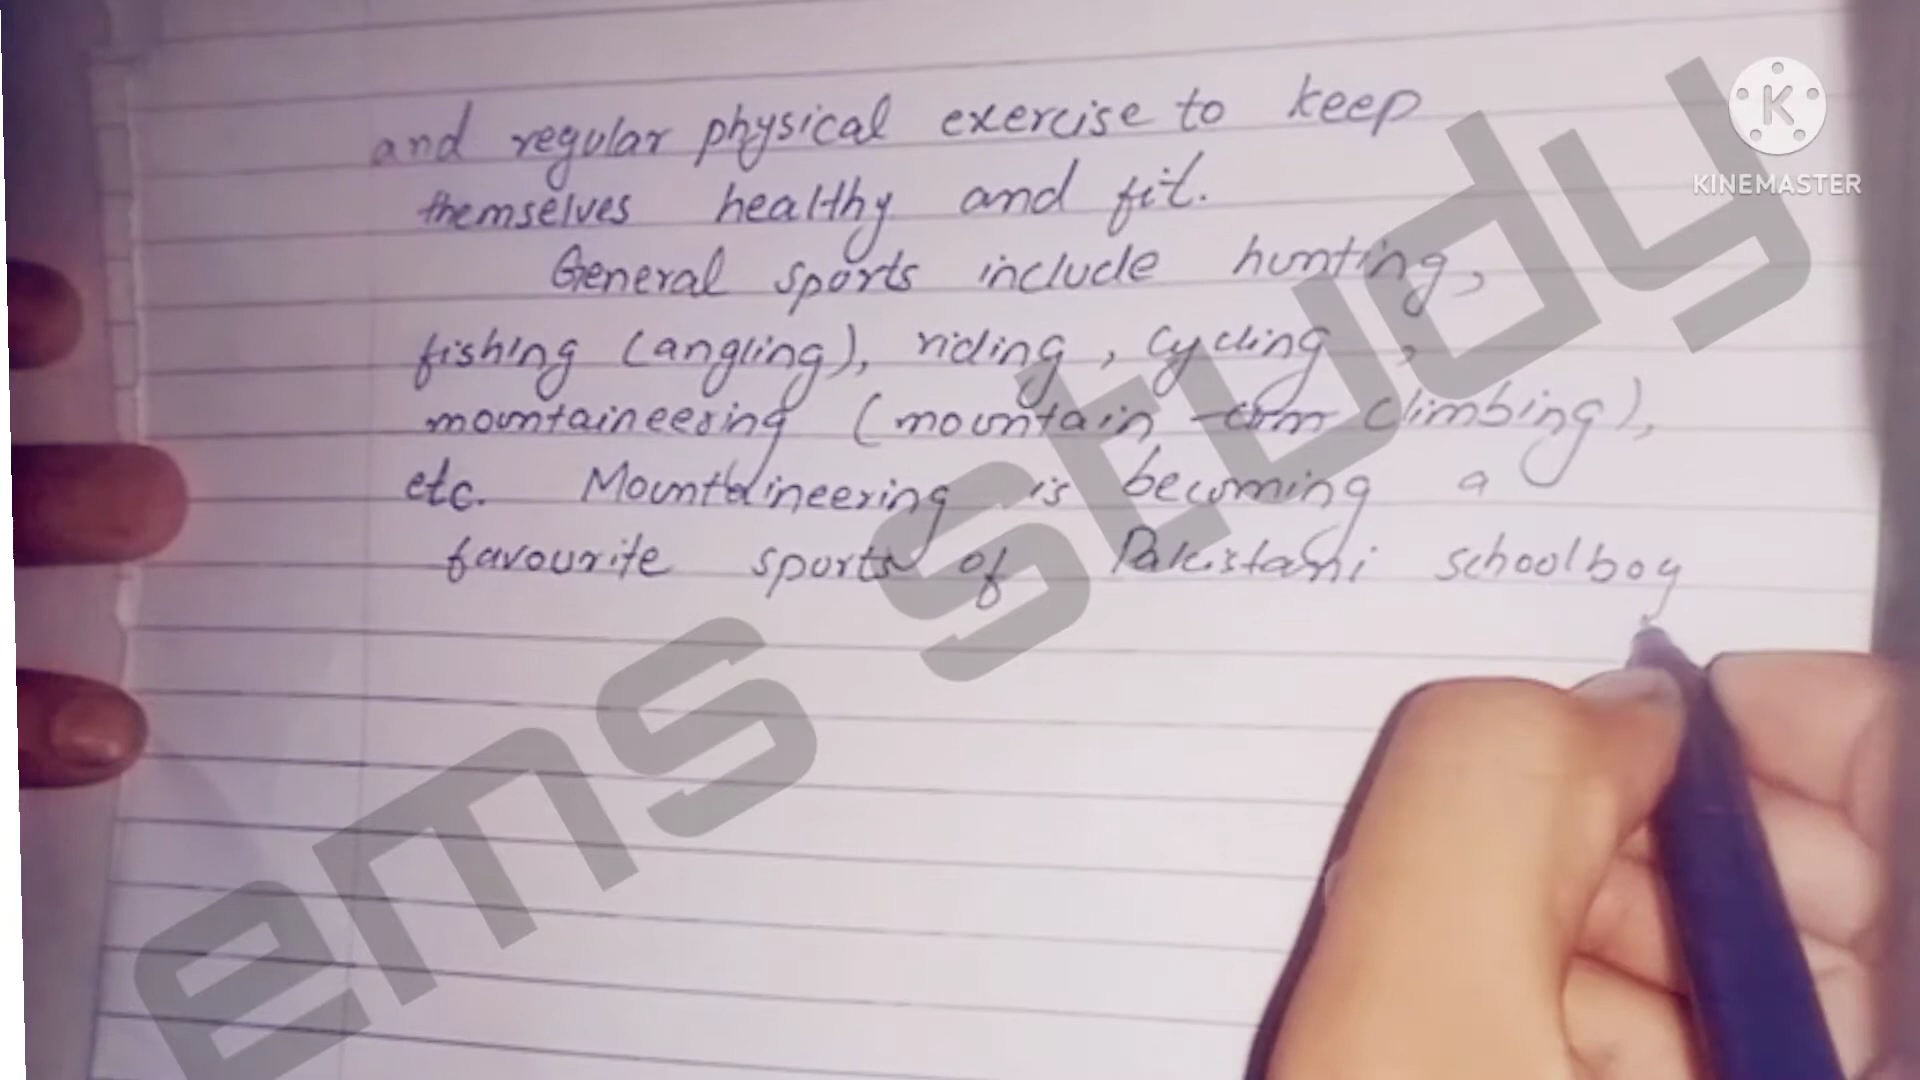 and regular physical exercise to keep
themselves healthy and fit.
General sports include hunting,
fishing (angling), riding, cycling,
mountaineering (mountain climbing),
etc. Mountaineering is becoming a
favourite sports of Pakistani schoolboy
ems study
K
KINEMASTER